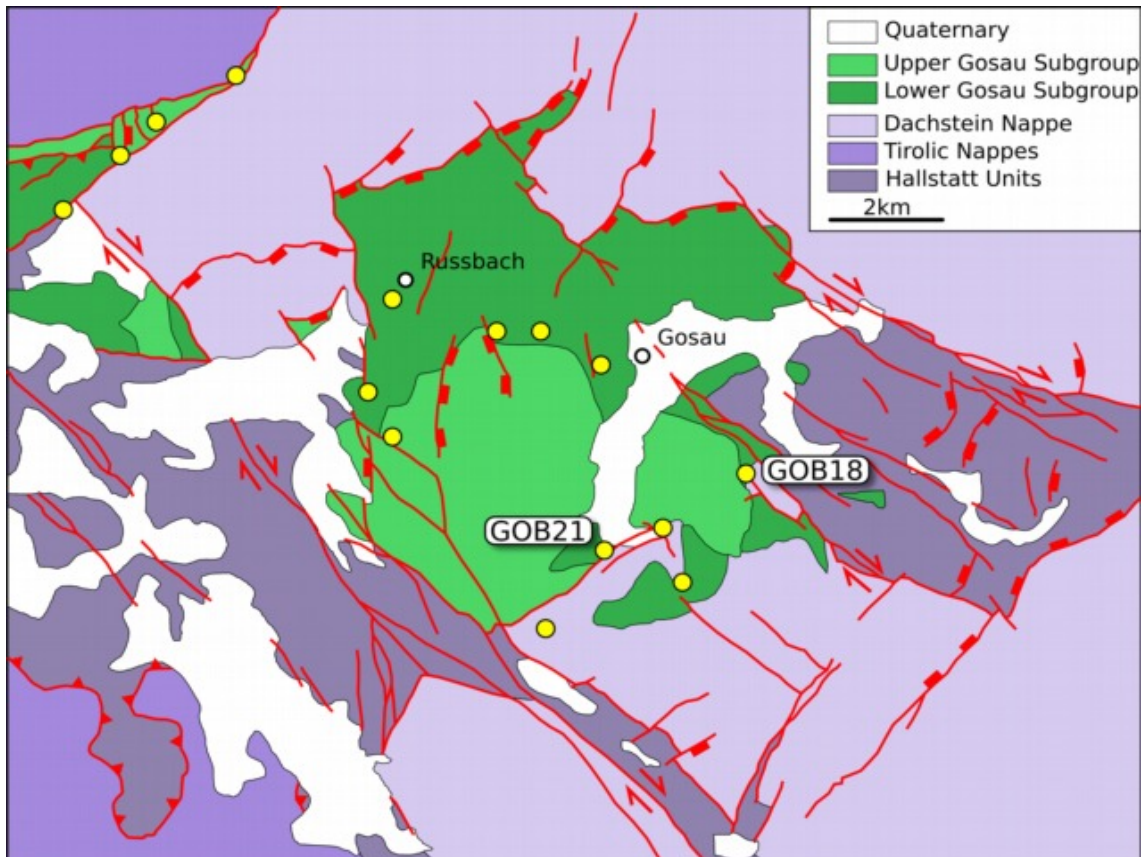 Quaternary
Upper Gosau Subgroup
Lower Gosau Subgroup
Dachstein Nappe
Tirolic Nappes
Hallstatt Units
2km
Russbach
Gosau
GOB18
GOB21